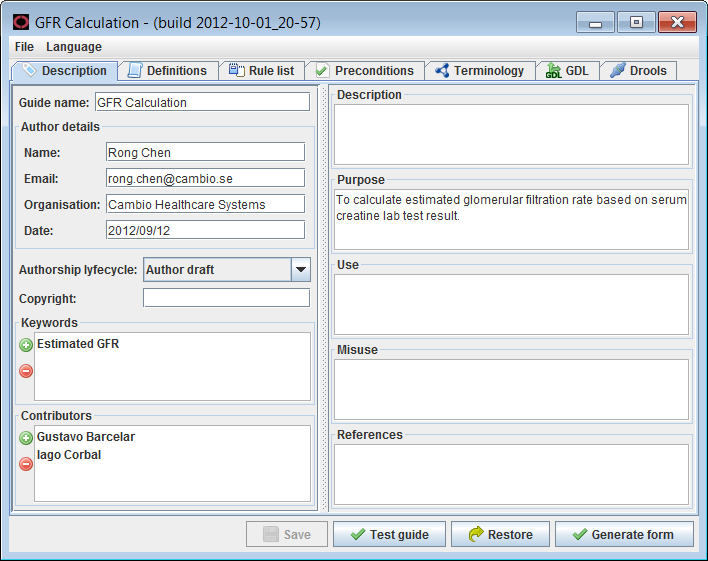 GFR Calculation - (build 2012-10-01_20-57)
File Language
Description Definitions Rule list Preconditions Terminology GDL GDL Drools
Guide name: GFR Calculation
Author details
Name: Rong Chen
Email: rong.chen@cambio.se
Organisation: Cambio Healthcare Systems
Date: 2012/09/12
Authorship lyfecycle: Author draft
Copyright:
Keywords
Estimated GFR
Contributors
Gustavo Barcelar
Iago Corbal
Description
Purpose
To calculate estimated glomerular filtration rate based on serum
creatine lab test result.
Use
Misuse
References
Save Test guide Restore Generate form